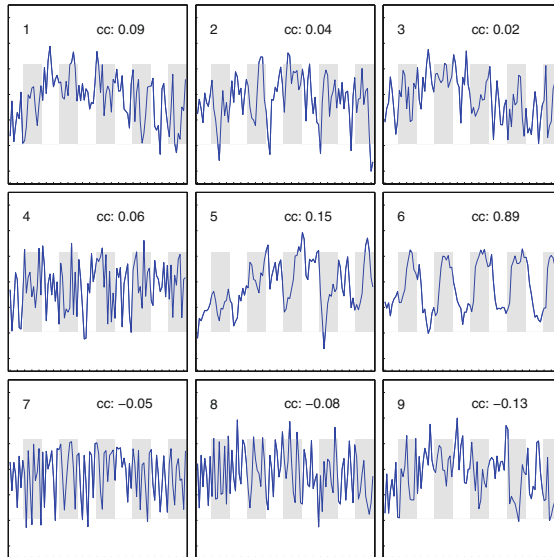 1 cc: 0.09
2 cc: 0.04
3 cc: 0.02
4 cc: 0.06
5 cc: 0.15
6 cc: 0.89
7 cc: −0.05
8 cc: −0.08
9 cc: −0.13